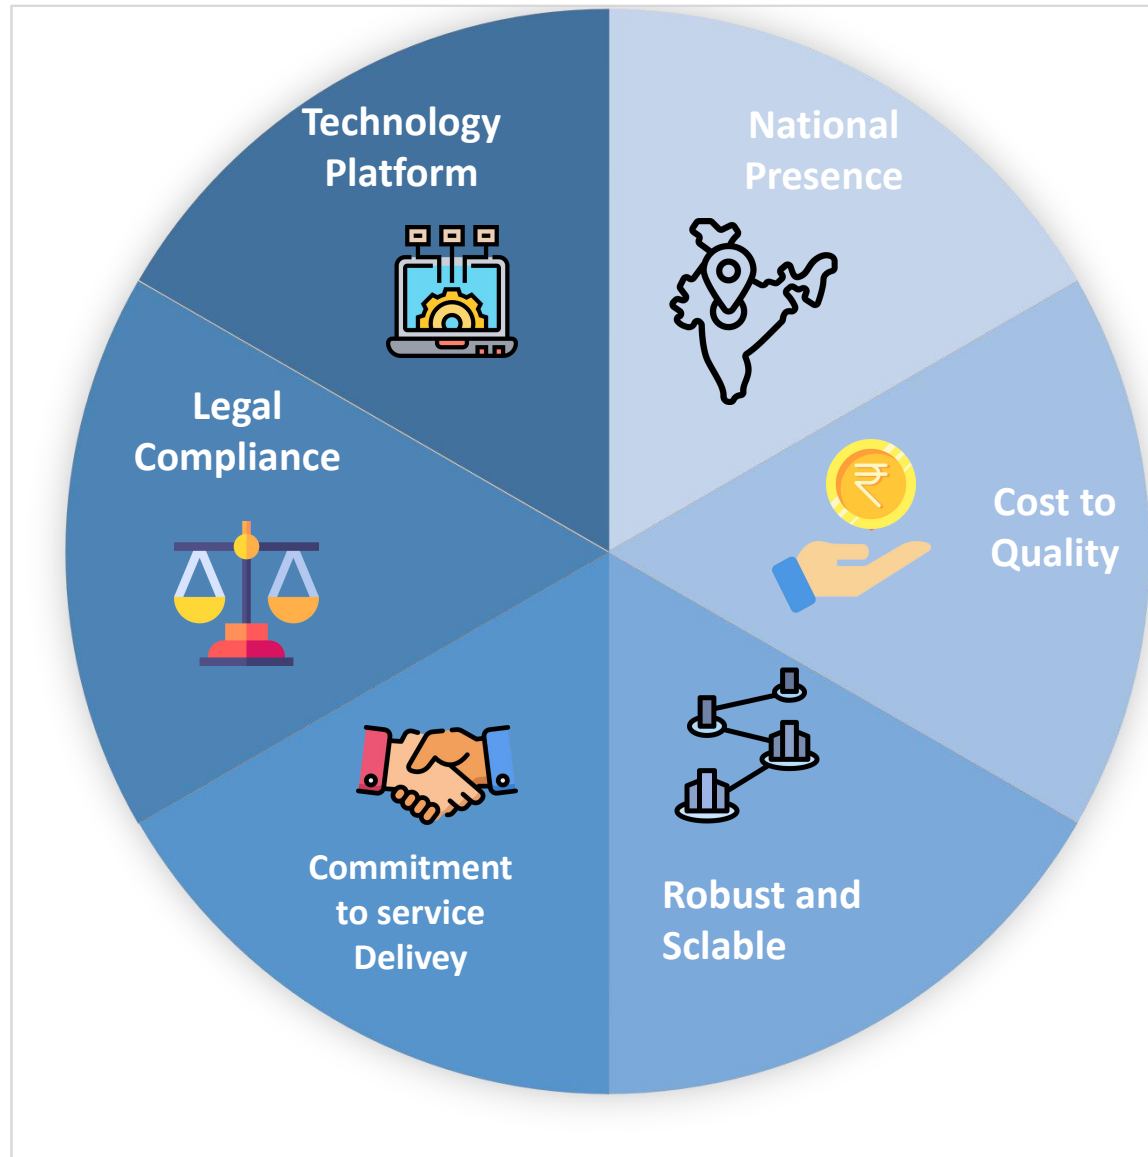 Technology
Platform
National
Presence
Legal
Compliance
₹
Cost to
Quality
Commitment
to service
Delivey
Robust and
Sclable